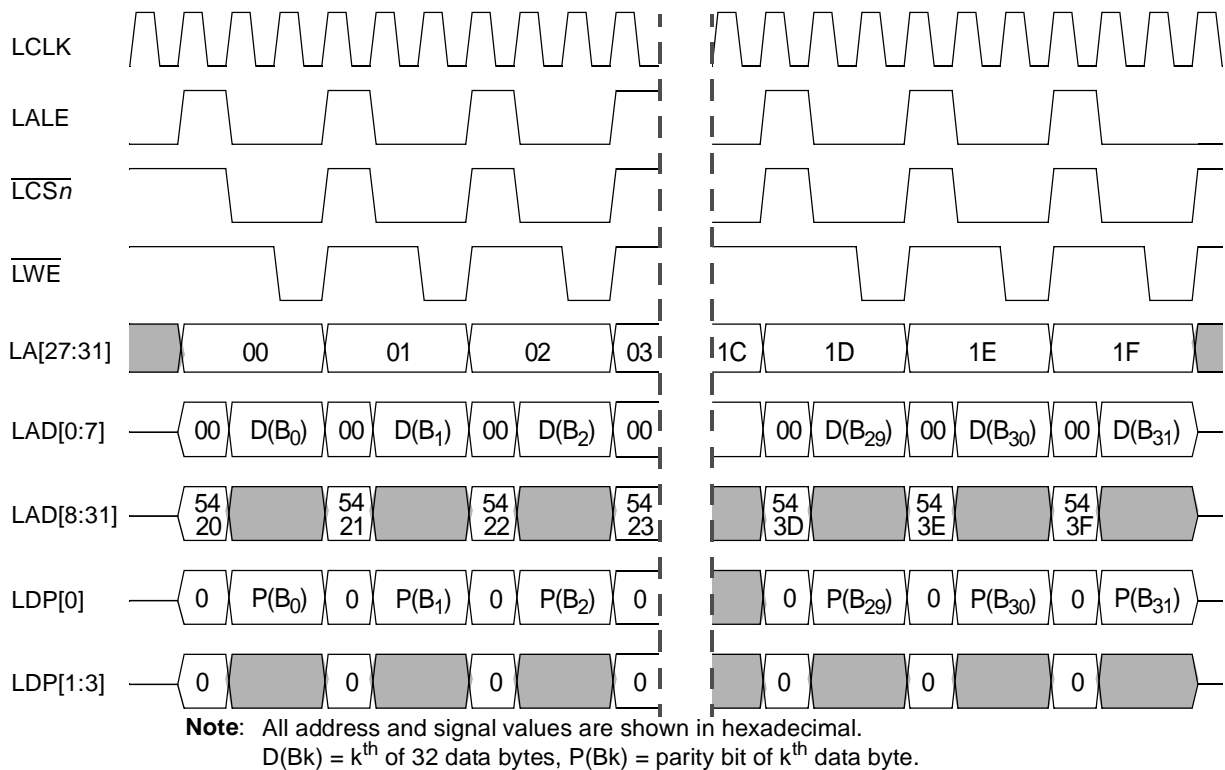 LCLK
LALE
LCSn
LWE
LA[27:31] 00 01 02 03 1C 1D 1E 1F
LAD[0:7] 00 D(B0) 00 D(B1) 00 D(B2) 00 00 D(B29) 00 D(B30) 00 D(B31)
LAD[8:31] 54 20 54 21 54 22 54 23 54 3D 54 3E 54 3F
LDP[0] 0 P(B0) 0 P(B1) 0 P(B2) 0 0 P(B29) 0 P(B30) 0 P(B31)
LDP[1:3] 0 0 0 0 0 0 0
Note: All address and signal values are shown in hexadecimal.
D(Bk) = kth of 32 data bytes, P(Bk) = parity bit of kth data byte.